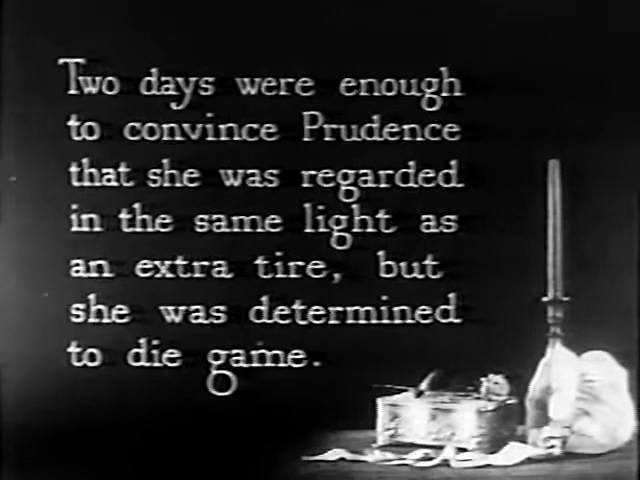 Two days were enough
to convince Prudence
that she was regarded
in the same light as
an extra tire, but
she was determined
to die game.